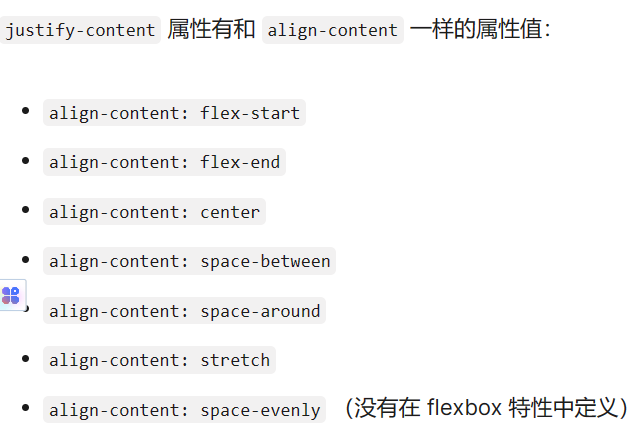 justify-content 属性有和 align-content 一样的属性值：
• align-content: flex-start
• align-content: flex-end
• align-content: center
• align-content: space-between
• align-content: space-around
• align-content: stretch
• align-content: space-evenly （没有在 flexbox 特性中定义）